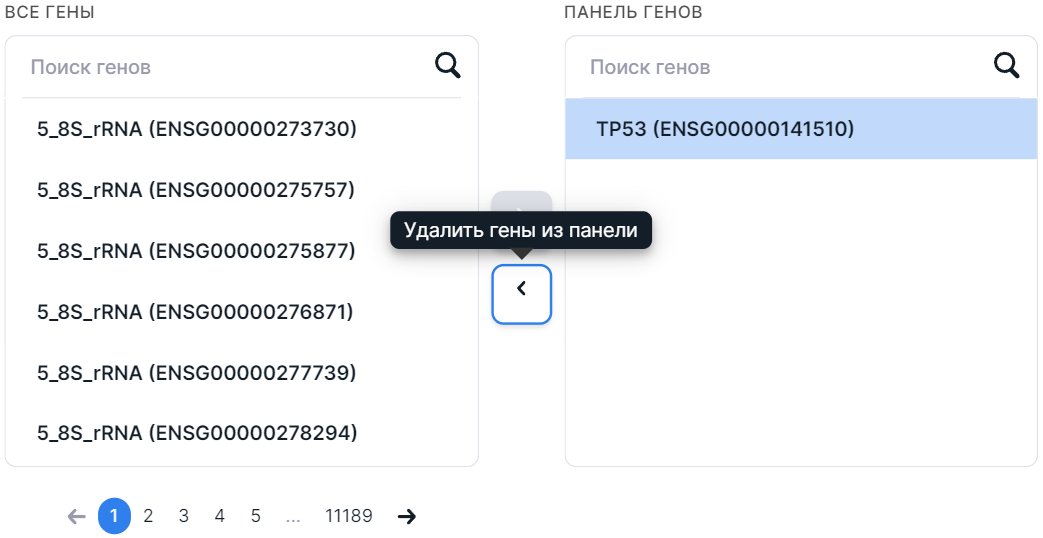 ВСЕ ГЕНЫ
Поиск генов
5_8S_rRNA (ENSG00000273730)
5_8S_rRNA (ENSG00000275757)
5_8S_rRNA (ENSG00000275877)
5_8S_rRNA (ENSG00000276871)
5_8S_rRNA (ENSG00000277739)
5_8S_rRNA (ENSG00000278294)
1 2 3 4 5 ... 11189
Удалить гены из панели
ПАНЕЛЬ ГЕНОВ
Поиск генов
TP53 (ENSG00000141510)